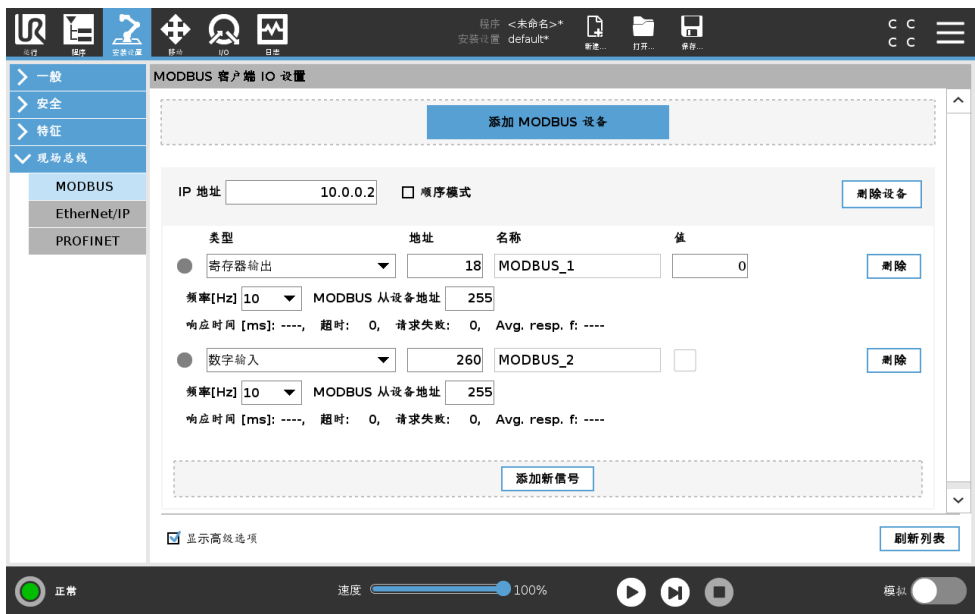 UR
程序 <未命名>*
安装设置 default*
运行 程序 安装设置 移动 I/O 日志 新建... 打开... 保存...
C C
C C
一般
安全
特征
现场总线
MODBUS
EtherNet/IP
PROFINET
MODBUS 客户端 IO 设置
添加 MODBUS 设备
IP 地址 10.0.0.2 顺序模式 删除设备
类型 地址 名称 值
寄存器输出 18 MODBUS_1 0 删除
频率[Hz] 10 MODBUS 从设备地址 255
响应时间 [ms]: ----, 超时: 0, 请求失败: 0, Avg. resp. f: ----
数字输入 260 MODBUS_2 删除
频率[Hz] 10 MODBUS 从设备地址 255
响应时间 [ms]: ----, 超时: 0, 请求失败: 0, Avg. resp. f: ----
添加新信号
显示高级选项 刷新列表
正常 速度 100% 模拟